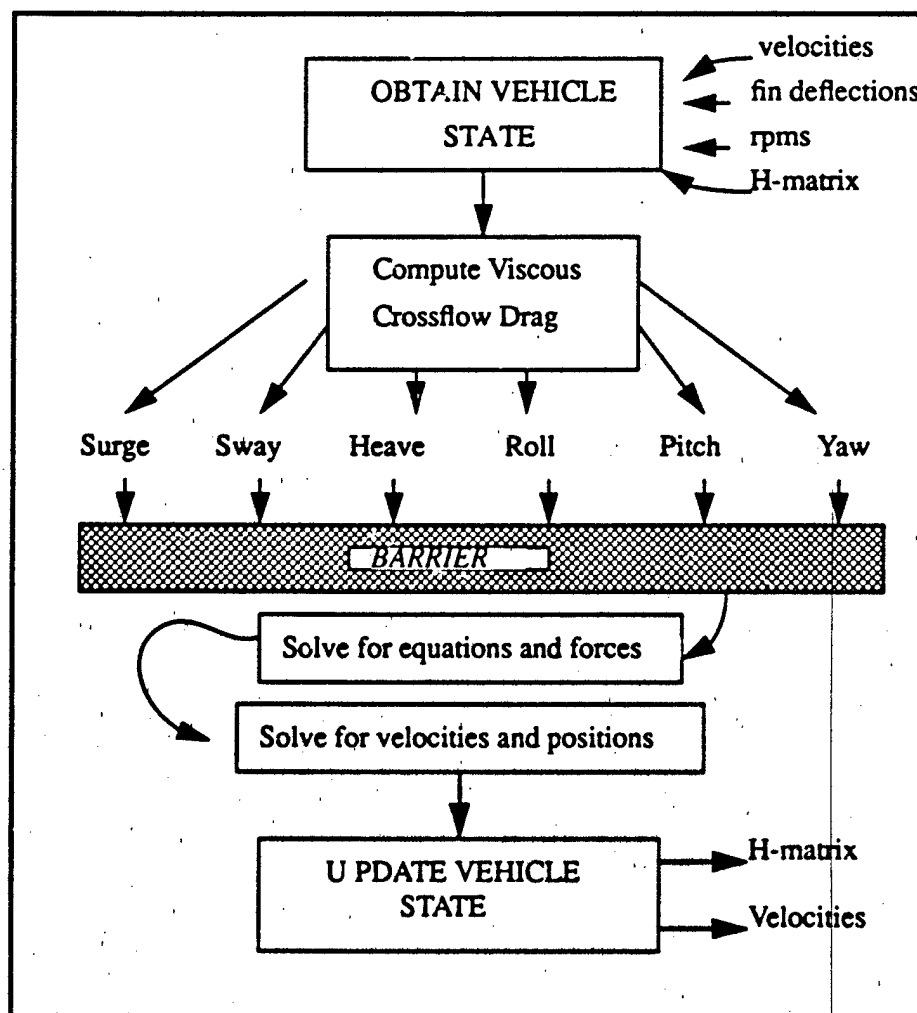 velocities
OBTAIN VEHICLE
STATE
fin deflections
rpms
H-matrix
Compute Viscous
Crossflow Drag
Surge Sway Heave Roll Pitch Yaw
BARRIER
Solve for equations and forces
Solve for velocities and positions
U PDATE VEHICLE
STATE
H-matrix
Velocities